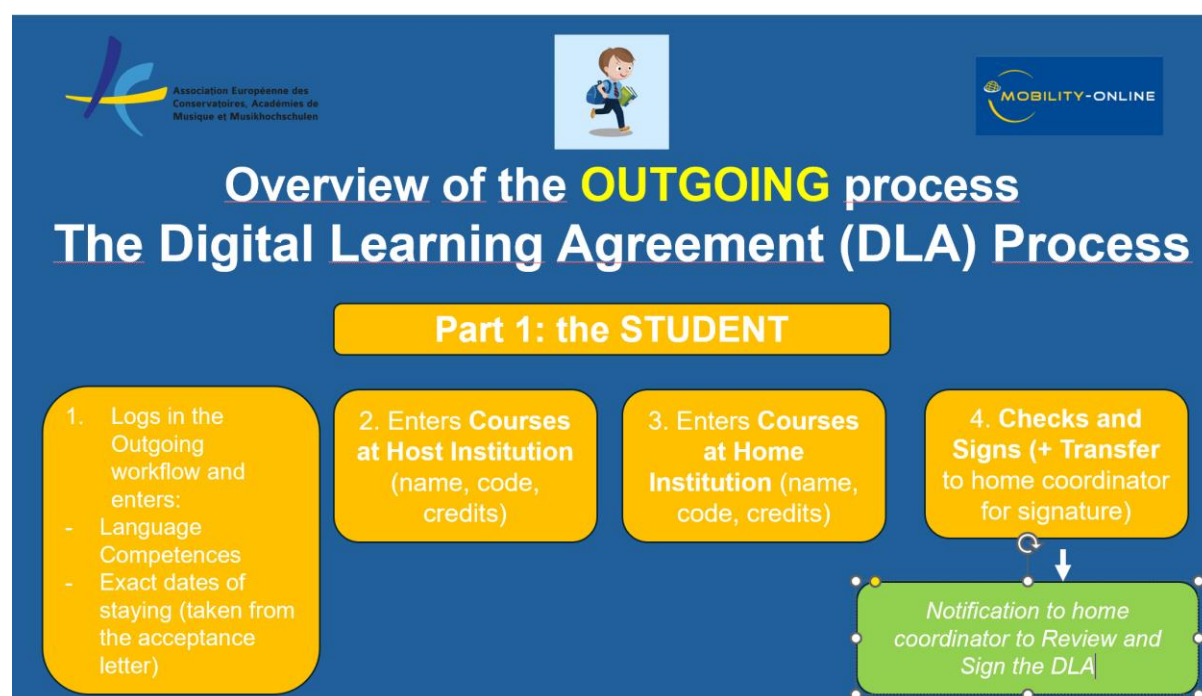 Association Européenne des
Conservatoires, Académies de
Musique et Musikhochschulen
MOBILITY-ONLINE
Overview of the OUTGOING process
The Digital Learning Agreement (DLA) Process
Part 1: the STUDENT
1. Logs in the
Outgoing
workflow and
enters:
- Language
Competences
- Exact dates of
staying (taken from
the acceptance
letter)
2. Enters Courses
at Host Institution
(name, code,
credits)
3. Enters Courses
at Home
Institution (name,
code, credits)
4. Checks and
Signs (+ Transfer
to home coordinator
for signature)
Notification to home
coordinator to Review and
Sign the DLA